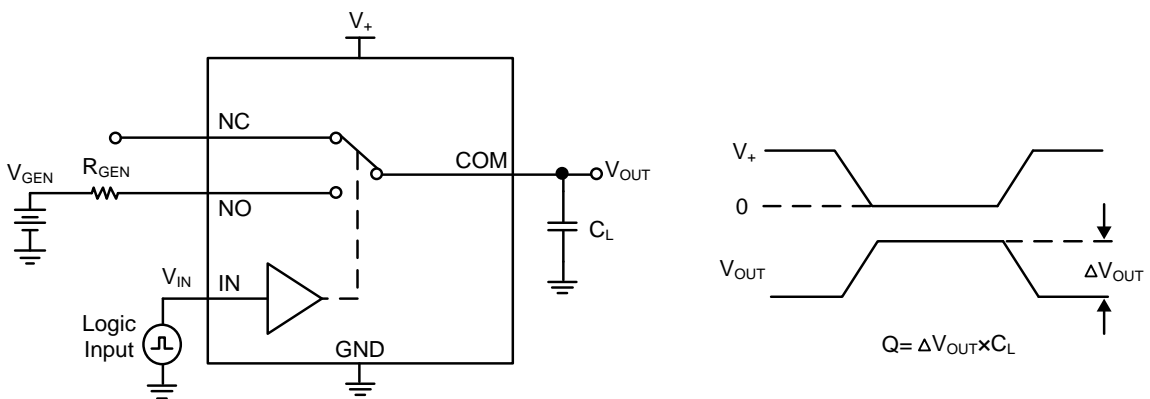 V+
NC
COM
VOUT
VGEN
RGEN
NO
CL
VIN
IN
Logic
Input
GND
V+
0
VOUT
ΔVOUT
Q= ΔVOUT×CL